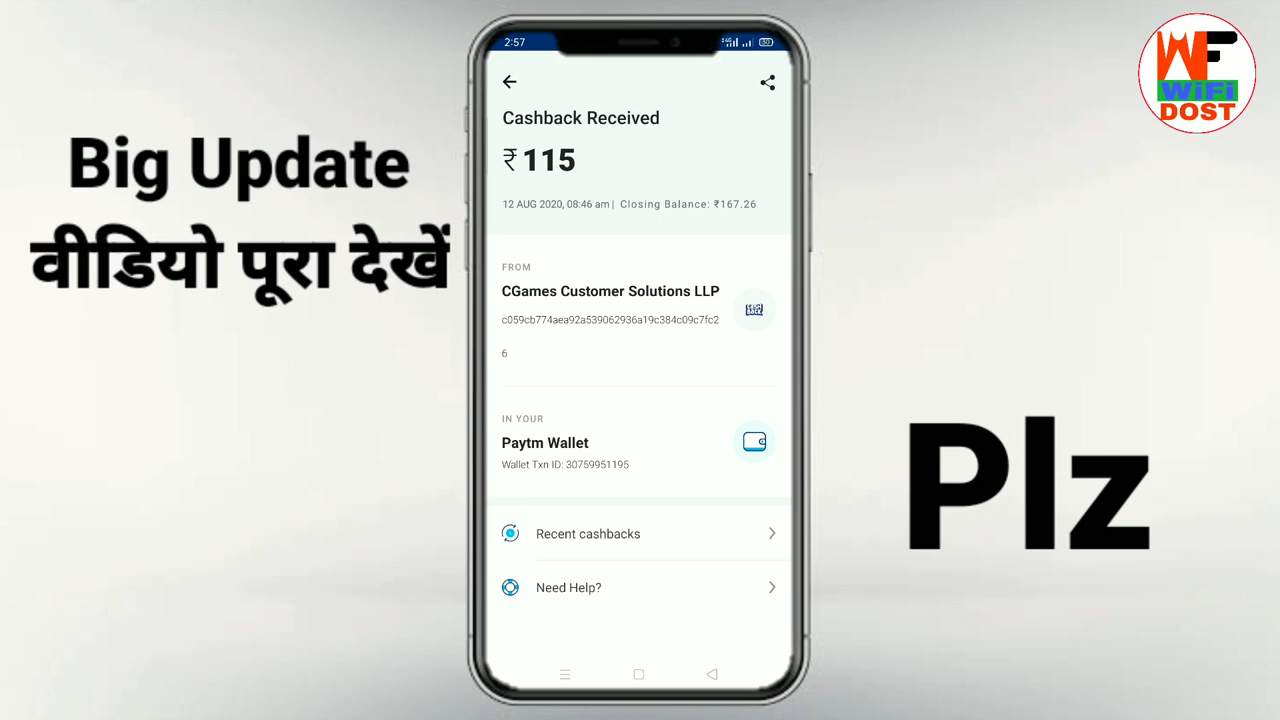 Big Update
वीडियो पूरा देखें
2:57
Cashback Received
₹115
12 AUG 2020, 08:46 am | Closing Balance: ₹167.26
FROM
CGames Customer Solutions LLP
c059cb774aea92a539062936a19c384c09c7fc2
6
IN YOUR
Paytm Wallet
Wallet Txn ID: 30759951195
Recent cashbacks
Need Help?
WF
WiFi
DOST
Plz